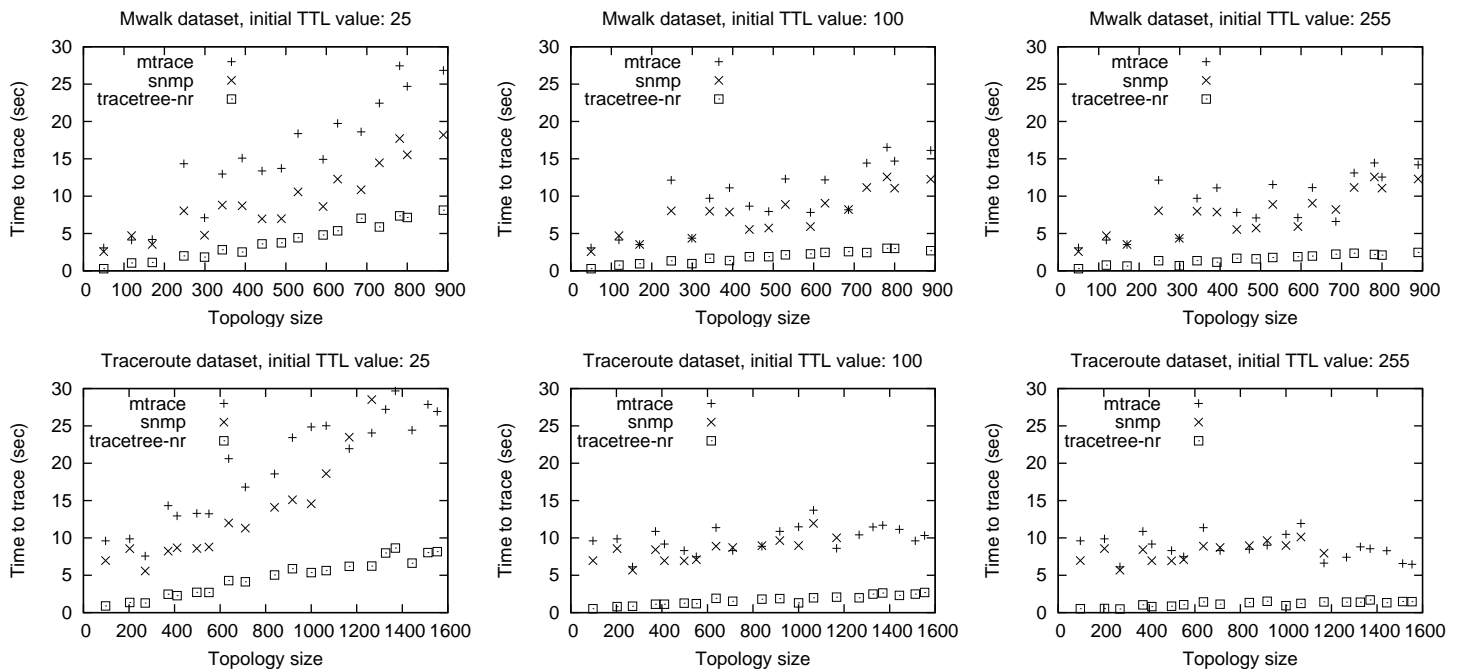 Mwalk dataset, initial TTL value: 25
30
25
20
15
10
5
0
Time to trace (sec)
mtrace
snmp
tracetree-nr
0 100 200 300 400 500 600 700 800 900
Topology size
Mwalk dataset, initial TTL value: 100
30
25
20
15
10
5
0
Time to trace (sec)
mtrace
snmp
tracetree-nr
0 100 200 300 400 500 600 700 800 900
Topology size
Mwalk dataset, initial TTL value: 255
30
25
20
15
10
5
0
Time to trace (sec)
mtrace
snmp
tracetree-nr
0 100 200 300 400 500 600 700 800 900
Topology size
Traceroute dataset, initial TTL value: 25
30
25
20
15
10
5
0
Time to trace (sec)
mtrace
snmp
tracetree-nr
0 200 400 600 800 1000 1200 1400 1600
Topology size
Traceroute dataset, initial TTL value: 100
30
25
20
15
10
5
0
Time to trace (sec)
mtrace
snmp
tracetree-nr
0 200 400 600 800 1000 1200 1400 1600
Topology size
Traceroute dataset, initial TTL value: 255
30
25
20
15
10
5
0
Time to trace (sec)
mtrace
snmp
tracetree-nr
0 200 400 600 800 1000 1200 1400 1600
Topology size